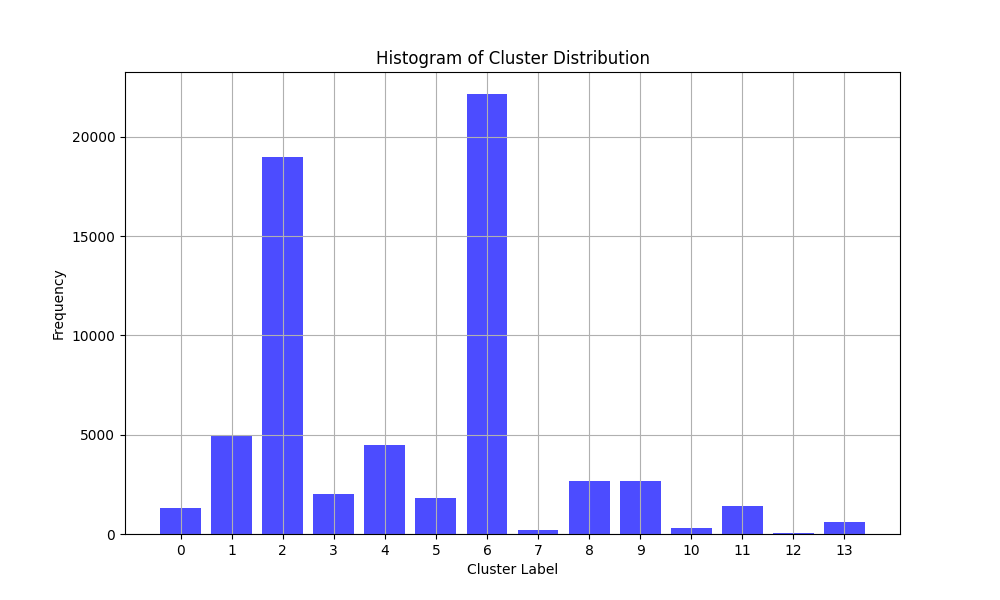 Histogram of Cluster Distribution
20000
15000
10000
5000
0
Frequency
0 1 2 3 4 5 6 7 8 9 10 11 12 13
Cluster Label